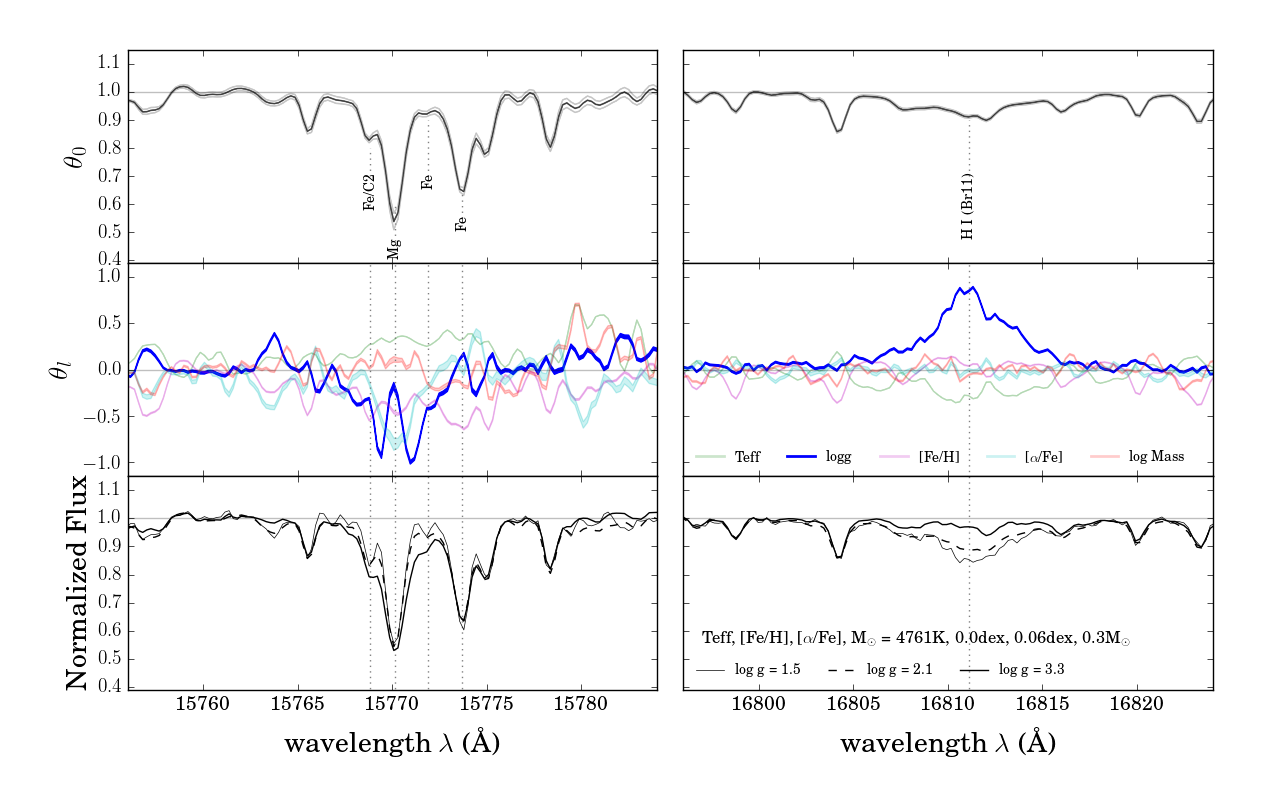 1.1
1.0
0.9
0.8
0.7
0.6
0.5
0.4
θ₀
Fe/C2
Mg
Fe
Fe
H I (Br11)
1.0
0.5
0.0
−0.5
−1.0
θₗ
Teff logg [Fe/H] [α/Fe] log Mass
1.1
1.0
0.9
0.8
0.7
0.6
0.5
0.4
Normalized Flux
Teff, [Fe/H], [α/Fe], M☉ = 4761K, 0.0dex, 0.06dex, 0.3M☉
log g = 1.5 log g = 2.1 log g = 3.3
15760 15765 15770 15775 15780
16800 16805 16810 16815 16820
wavelength λ (Å)
wavelength λ (Å)